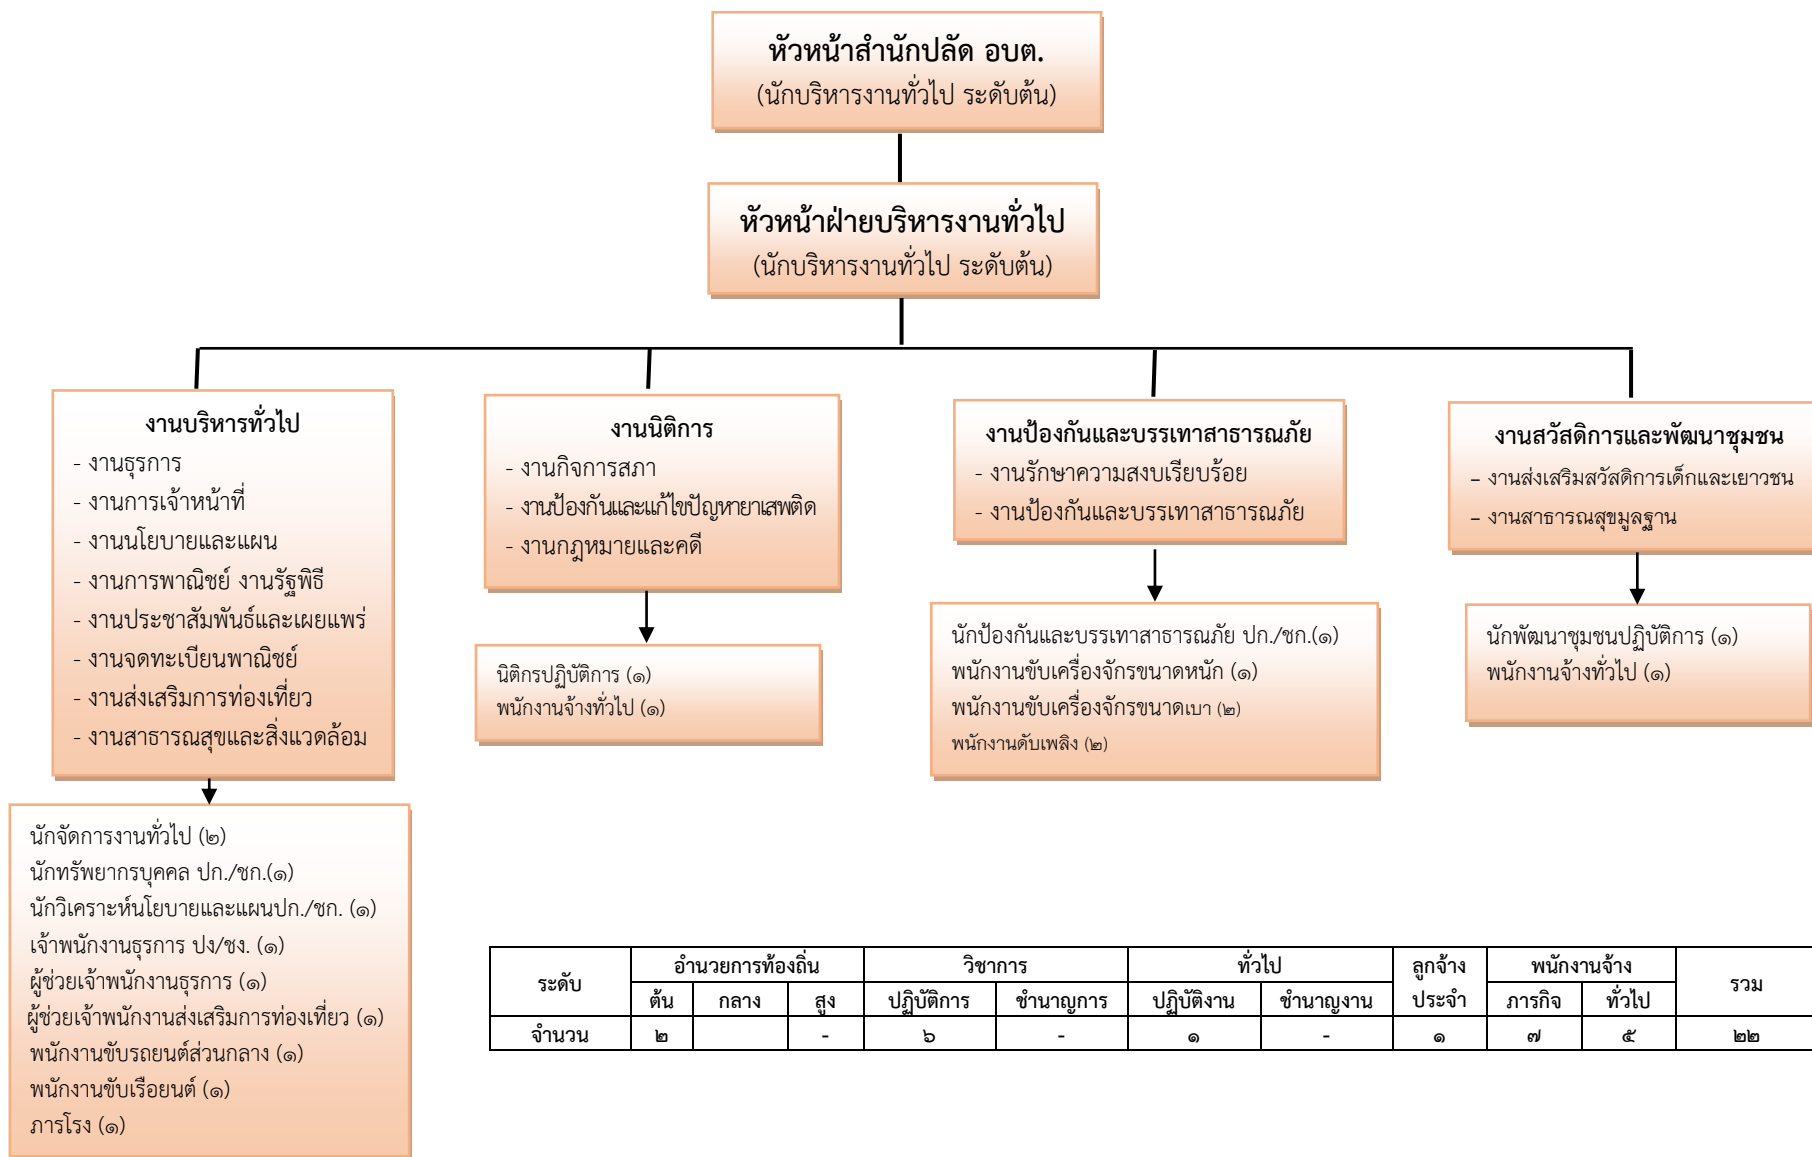 หัวหน้าสำนักปลัด อบต.
(นักบริหารงานทั่วไป ระดับต้น)
หัวหน้าฝ่ายบริหารงานทั่วไป
(นักบริหารงานทั่วไป ระดับต้น)
งานบริหารทั่วไป
- งานธุรการ
- งานการเจ้าหน้าที่
- งานนโยบายและแผน
- งานการพาณิชย์ งานรัฐพิธี
- งานประชาสัมพันธ์และเผยแพร่
- งานจดทะเบียนพาณิชย์
- งานส่งเสริมการท่องเที่ยว
- งานสาธารณสุขและสิ่งแวดล้อม
นักจัดการงานทั่วไป (๒)
นักทรัพยากรบุคคล ปก./ชก.(๑)
นักวิเคราะห์นโยบายและแผนปก./ชก. (๑)
เจ้าพนักงานธุรการ ปง/ชง. (๑)
ผู้ช่วยเจ้าพนักงานธุรการ (๑)
ผู้ช่วยเจ้าพนักงานส่งเสริมการท่องเที่ยว (๑)
พนักงานขับรถยนต์ส่วนกลาง (๑)
พนักงานขับเรือยนต์ (๑)
ภารโรง (๑)
งานนิติการ
- งานกิจการสภา
- งานป้องกันและแก้ไขปัญหายาเสพติด
- งานกฎหมายและคดี
นิติกรปฏิบัติการ (๑)
พนักงานจ้างทั่วไป (๑)
งานป้องกันและบรรเทาสาธารณภัย
- งานรักษาความสงบเรียบร้อย
- งานป้องกันและบรรเทาสาธารณภัย
นักป้องกันและบรรเทาสาธารณภัย ปก./ชก.(๑)
พนักงานขับเครื่องจักรขนาดหนัก (๑)
พนักงานขับเครื่องจักรขนาดเบา (๒)
พนักงานดับเพลิง (๒)
งานสวัสดิการและพัฒนาชุมชน
– งานส่งเสริมสวัสดิการเด็กและเยาวชน
– งานสาธารณสุขมูลฐาน
นักพัฒนาชุมชนปฏิบัติการ (๑)
พนักงานจ้างทั่วไป (๑)
ระดับ อำนวยการท้องถิ่น วิชาการ ทั่วไป ลูกจ้างประจำ พนักงานจ้าง รวม
ต้น กลาง สูง ปฏิบัติการ ชำนาญการ ปฏิบัติงาน ชำนาญงาน ภารกิจ ทั่วไป
จำนวน ๒ - ๖ - ๑ - ๑ ๗ ๕ ๒๒